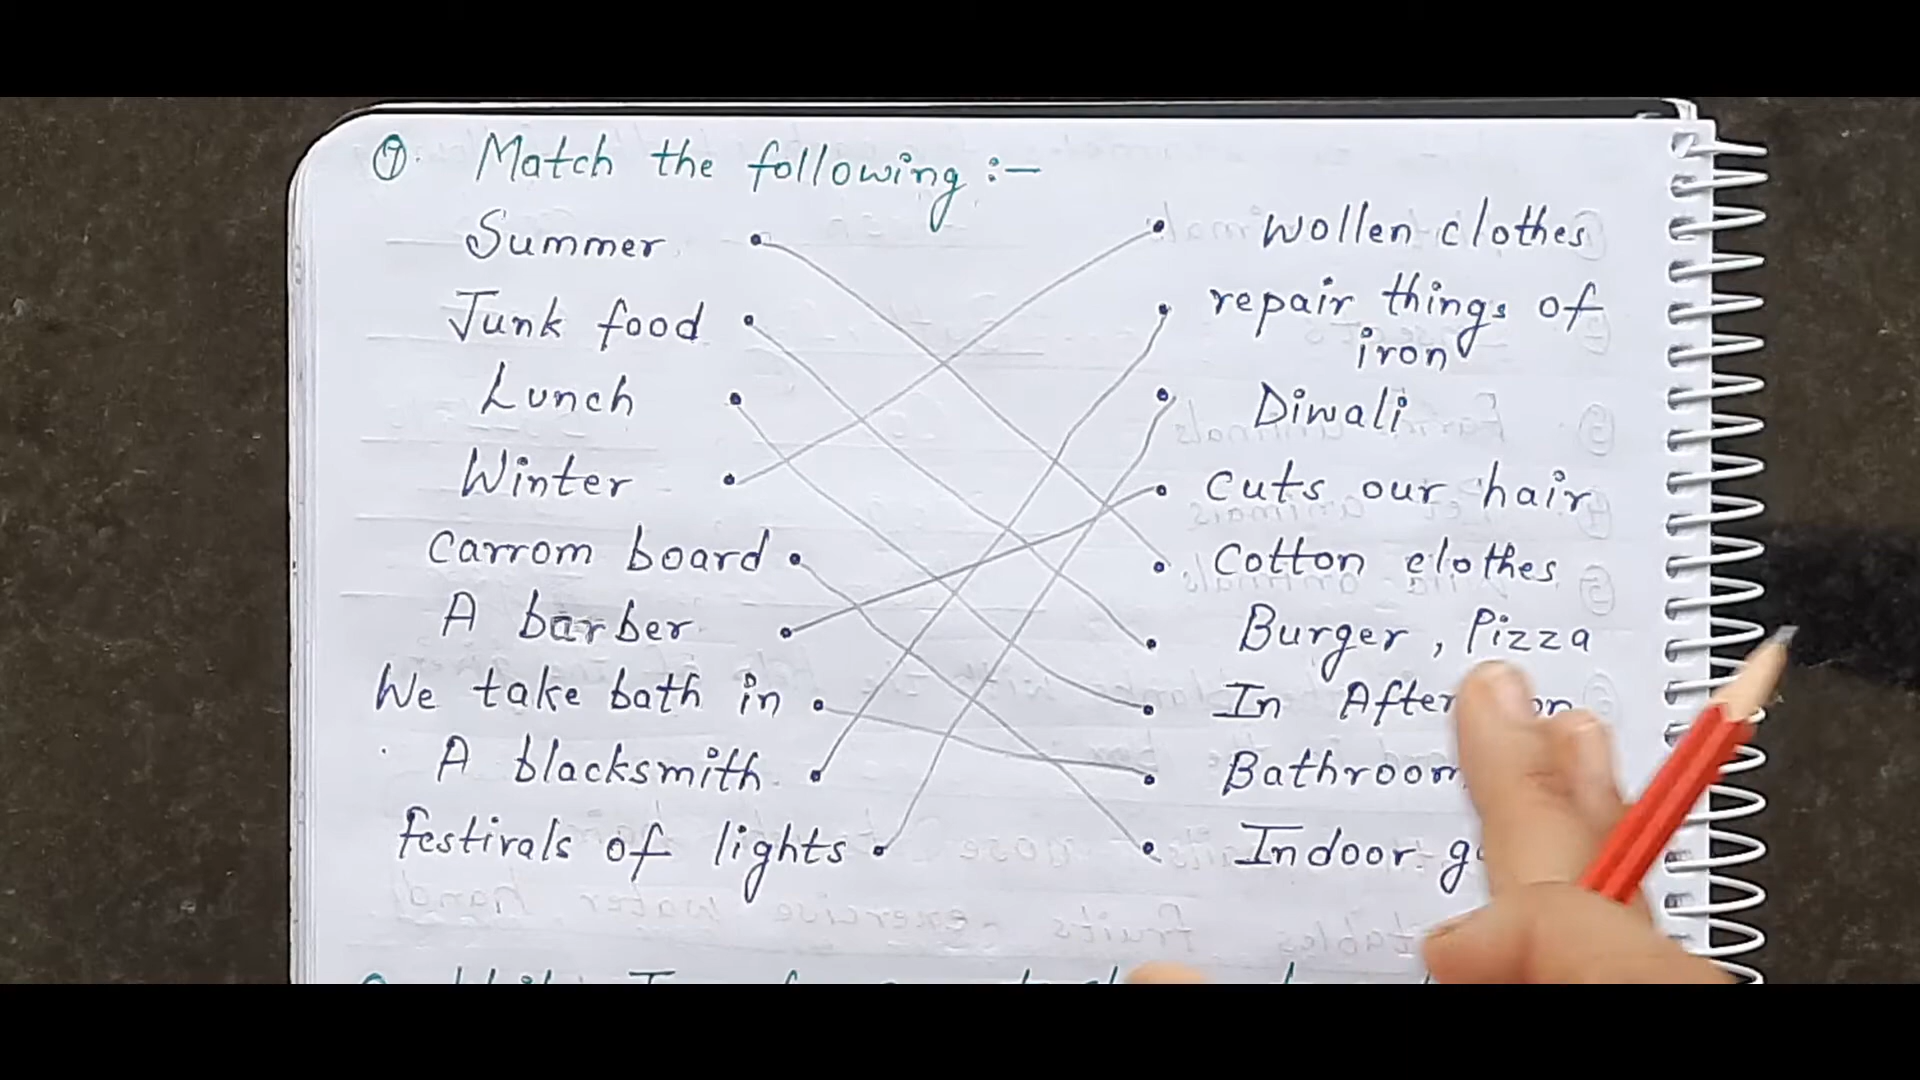 7. Match the following :-
Summer wollen clothes
Junk food repair things of
iron
Lunch Diwali
Winter Cuts our hair
Carrom board Cotton clothes
A barber Burger, Pizza
We take bath in In
A blacksmith Bathroom
festivals of lights Indoor